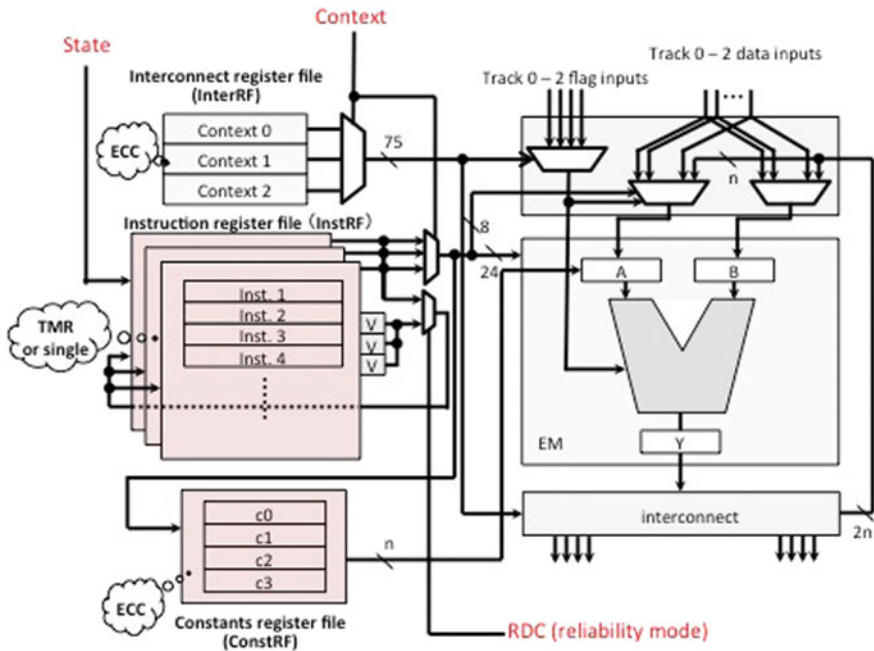 Context
State
Interconnect register file
(InterRF)
Track 0 – 2 data inputs
Track 0 – 2 flag inputs
Context 0
Context 1
Context 2
ECC
75
n
Instruction register file (InstRF)
8
24
A
B
Inst. 1
Inst. 2
Inst. 3
Inst. 4
V
V
V
TMR
or single
EM
Y
c0
c1
c2
c3
n
interconnect
2n
ECC
Constants register file
(ConstRF)
RDC (reliability mode)